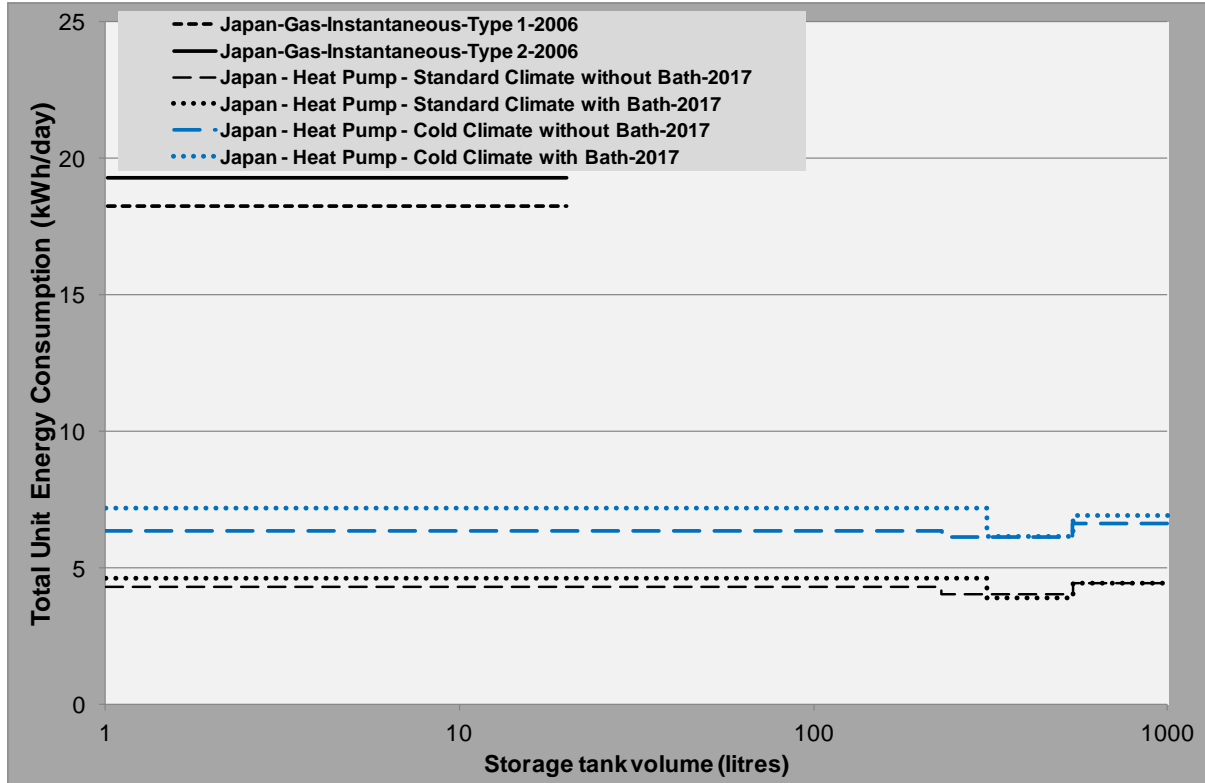 Japan-Gas-Instantaneous-Type 1-2006
Japan-Gas-Instantaneous-Type 2-2006
Japan - Heat Pump - Standard Climate without Bath-2017
Japan - Heat Pump - Standard Climate with Bath-2017
Japan - Heat Pump - Cold Climate without Bath-2017
Japan - Heat Pump - Cold Climate with Bath-2017
Total Unit Energy Consumption (kWh/day)
25
20
15
10
5
0
1
10
100
1000
Storage tank volume (litres)